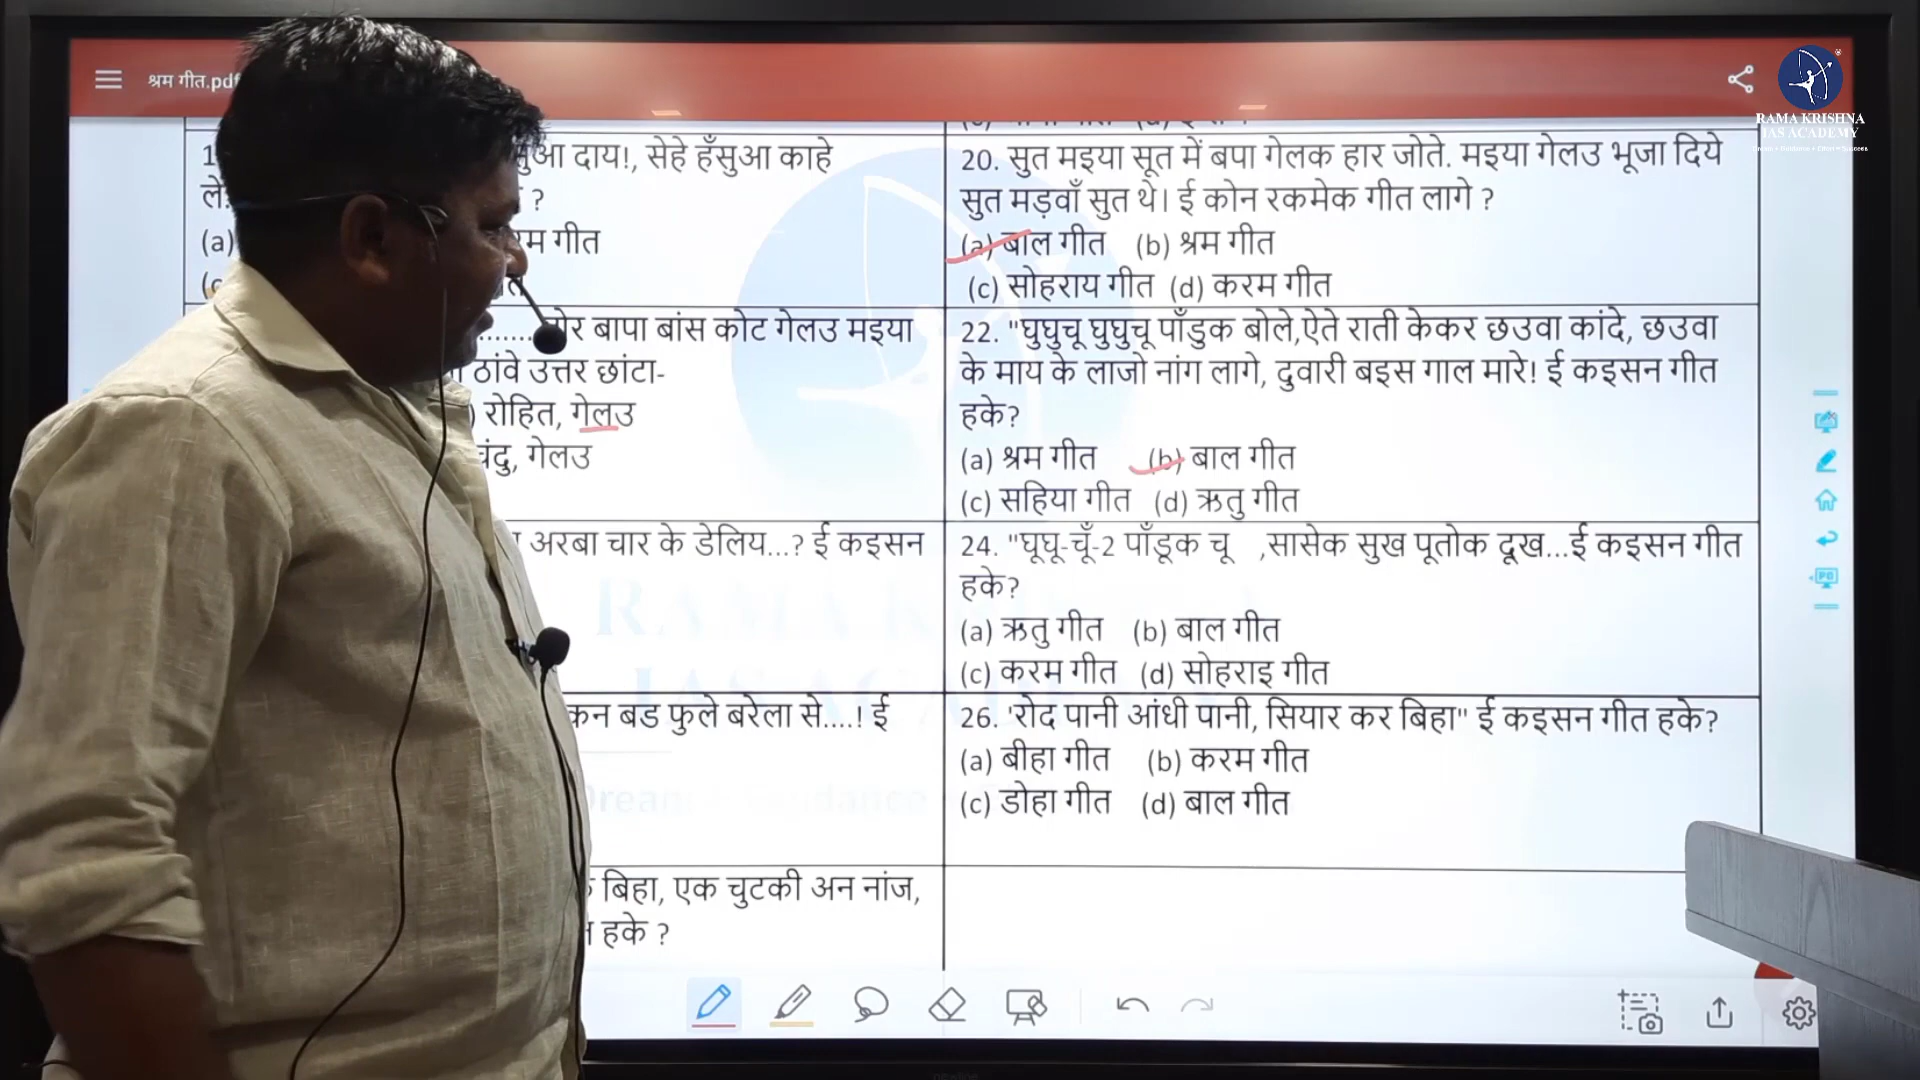 श्रम गीत.pdf
RAMA KRISHNA
IAS ACADEMY
दाय!, सेहे हँसुआ काहे
?
गीत
(a)
बापा बांस कोट गेलउ मइया
ठांवे उत्तर छांटा-
रोहित, गेलउ
गेलउ
अरबा चार के डेलिय...? ई कइसन
बड फुले बरेला से....! ई
बिहा, एक चुटकी अन नांज,
हके ?
20. सुत मइया सूत में बपा गेलक हार जोते. मइया गेलउ भूजा दिये
सुत मड़वाँ सुत थे। ई कोन रकमेक गीत लागे ?
(a) बाल गीत (b) श्रम गीत
(c) सोहराय गीत (d) करम गीत
22. "घुघुचू घुघुचू पाँडुक बोले,ऐते राती केकर छउवा कांदे, छउवा
के माय के लाजो नांग लागे, दुवारी बइस गाल मारे! ई कइसन गीत
हके?
(a) श्रम गीत (b) बाल गीत
(c) सहिया गीत (d) ऋतु गीत
24. "घूघू-चूँ-2 पाँडूक चू ,सासेक सुख पूतोक दूख...ई कइसन गीत
हके?
(a) ऋतु गीत (b) बाल गीत
(c) करम गीत (d) सोहराइ गीत
26. 'रोद पानी आंधी पानी, सियार कर बिहा" ई कइसन गीत हके?
(a) बीहा गीत (b) करम गीत
(c) डोहा गीत (d) बाल गीत